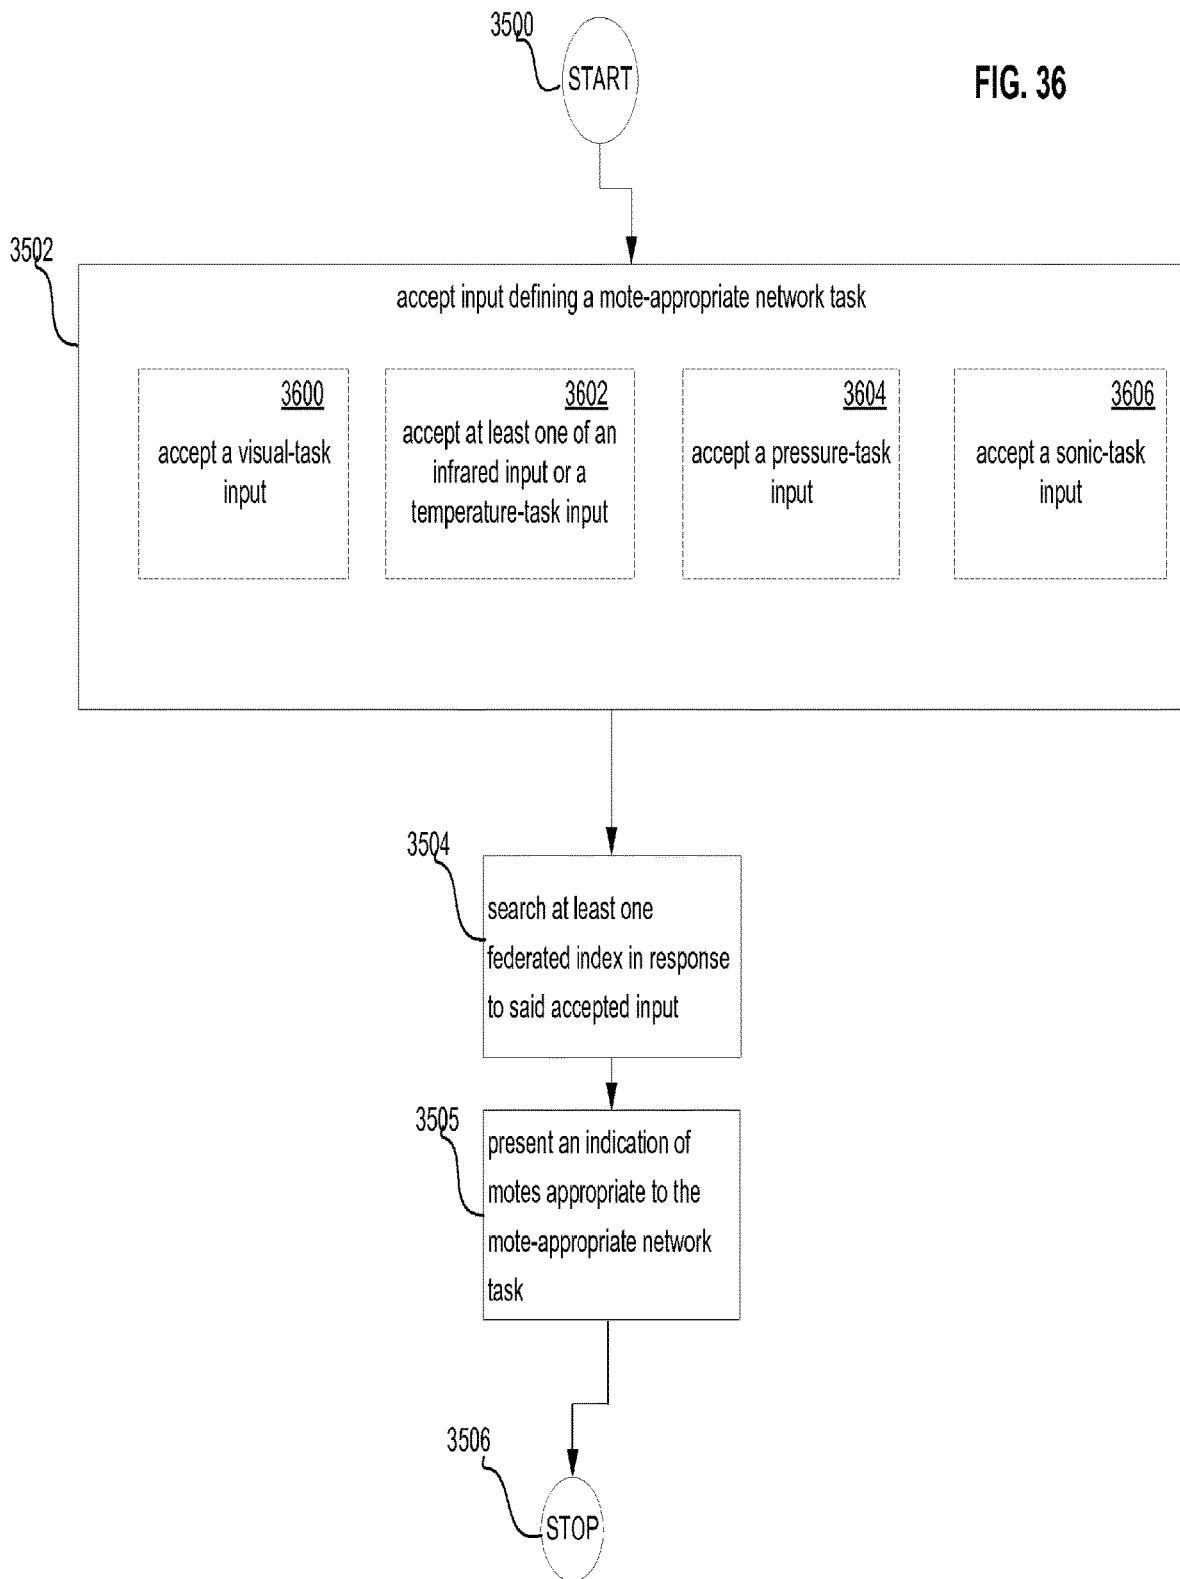 3500
START
FIG. 36
3502
accept input defining a mote-appropriate network task
3600
accept a visual-task
input
3602
accept at least one of an
infrared input or a
temperature-task input
3604
accept a pressure-task
input
3606
accept a sonic-task
input
3504
search at least one
federated index in response
to said accepted input
3505
present an indication of
motes appropriate to the
mote-appropriate network
task
3506
STOP